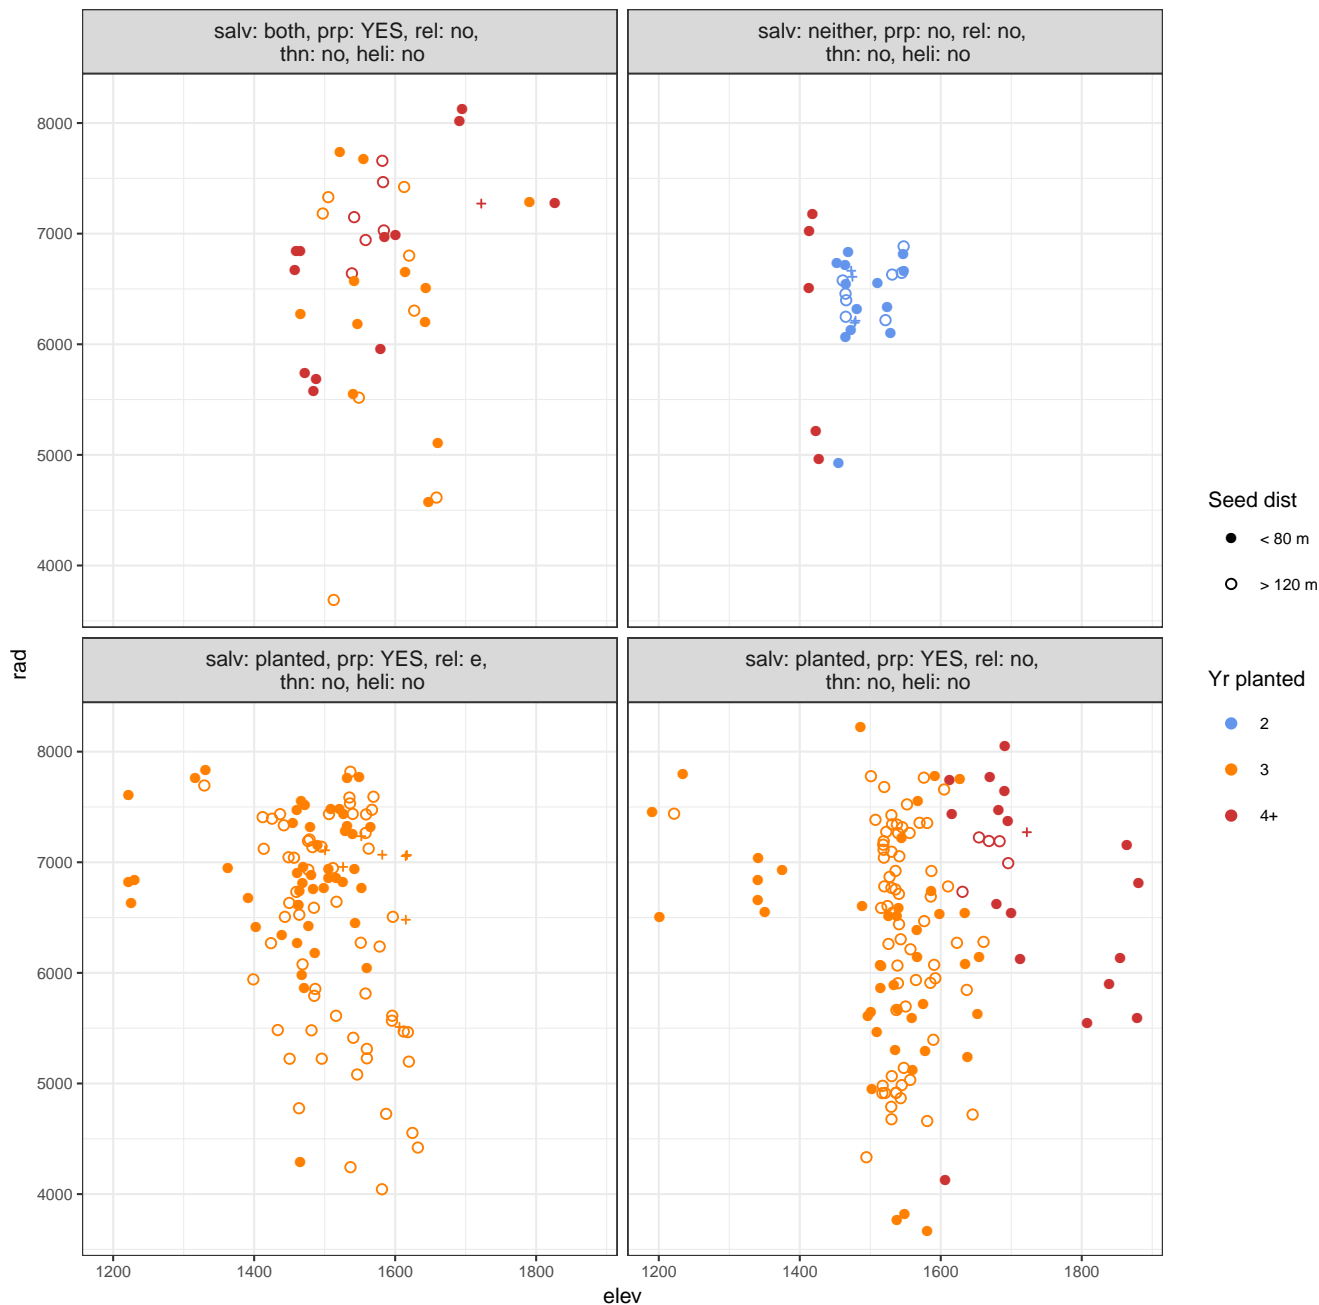 salv: both, prp: YES, rel: no,
thn: no, heli: no
salv: neither, prp: no, rel: no,
thn: no, heli: no
8000
7000
6000
5000
4000
salv: planted, prp: YES, rel: e,
thn: no, heli: no
salv: planted, prp: YES, rel: no,
thn: no, heli: no
8000
7000
6000
5000
4000
1200
1400
1600
1800
1200
1400
1600
1800
elev
rad
Seed dist
< 80 m
> 120 m
Yr planted
2
3
4+